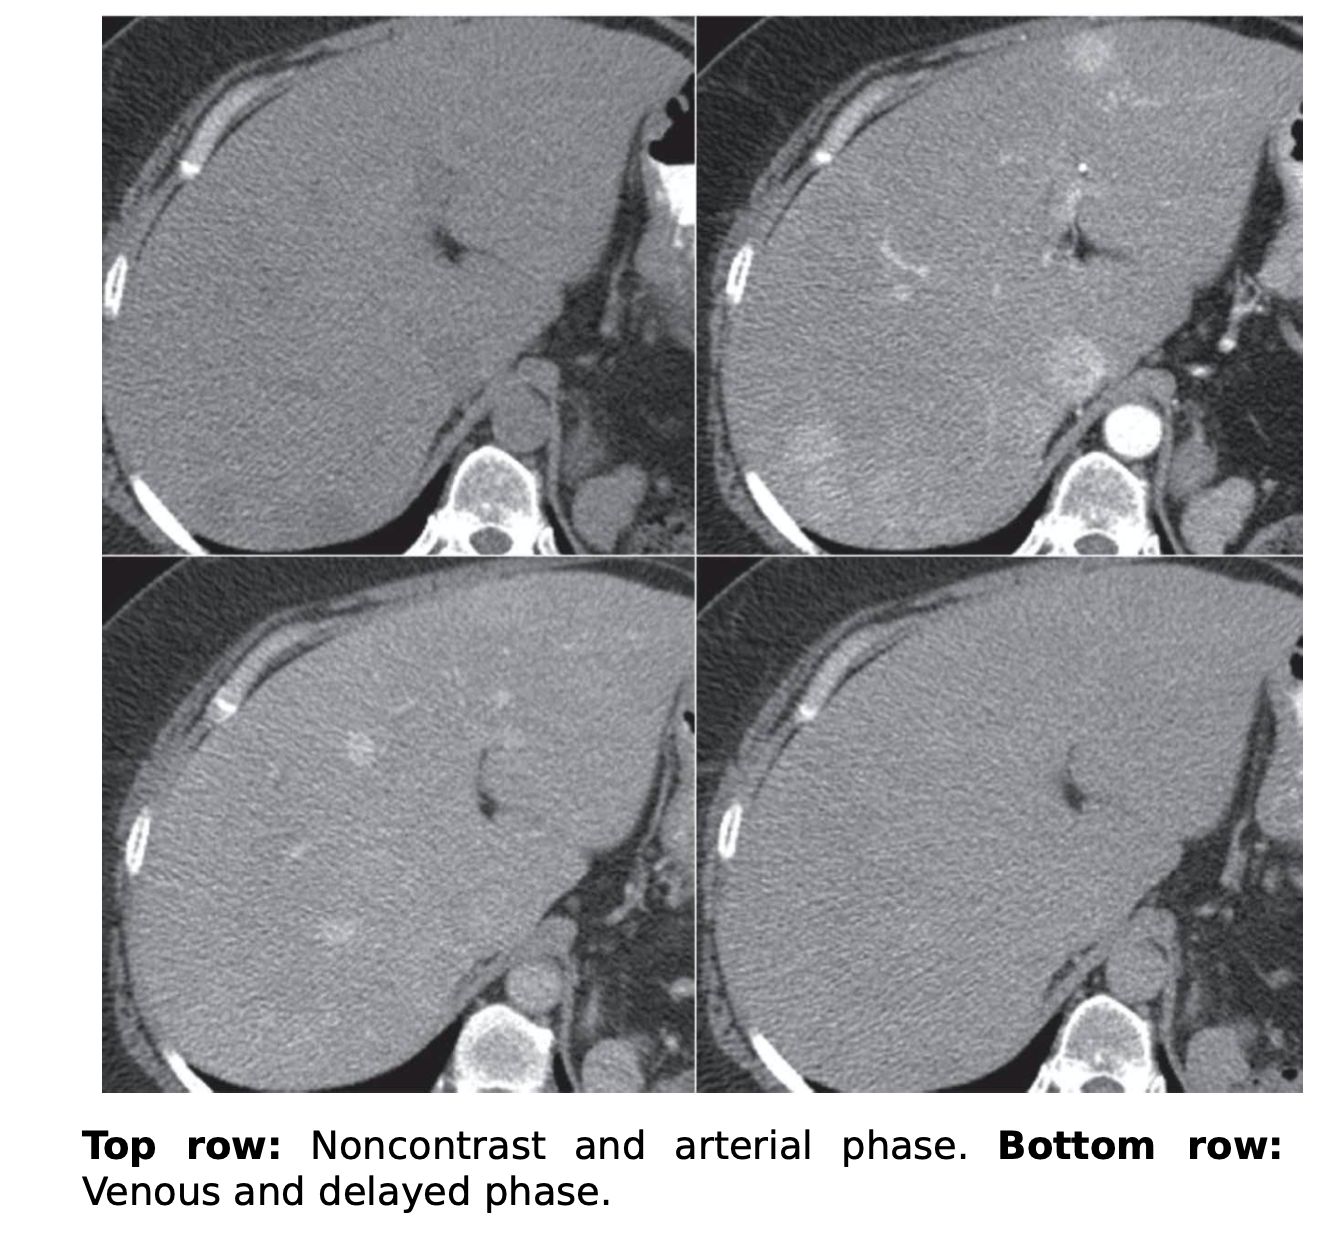 Top row: Noncontrast and arterial phase. Bottom row:
Venous and delayed phase.